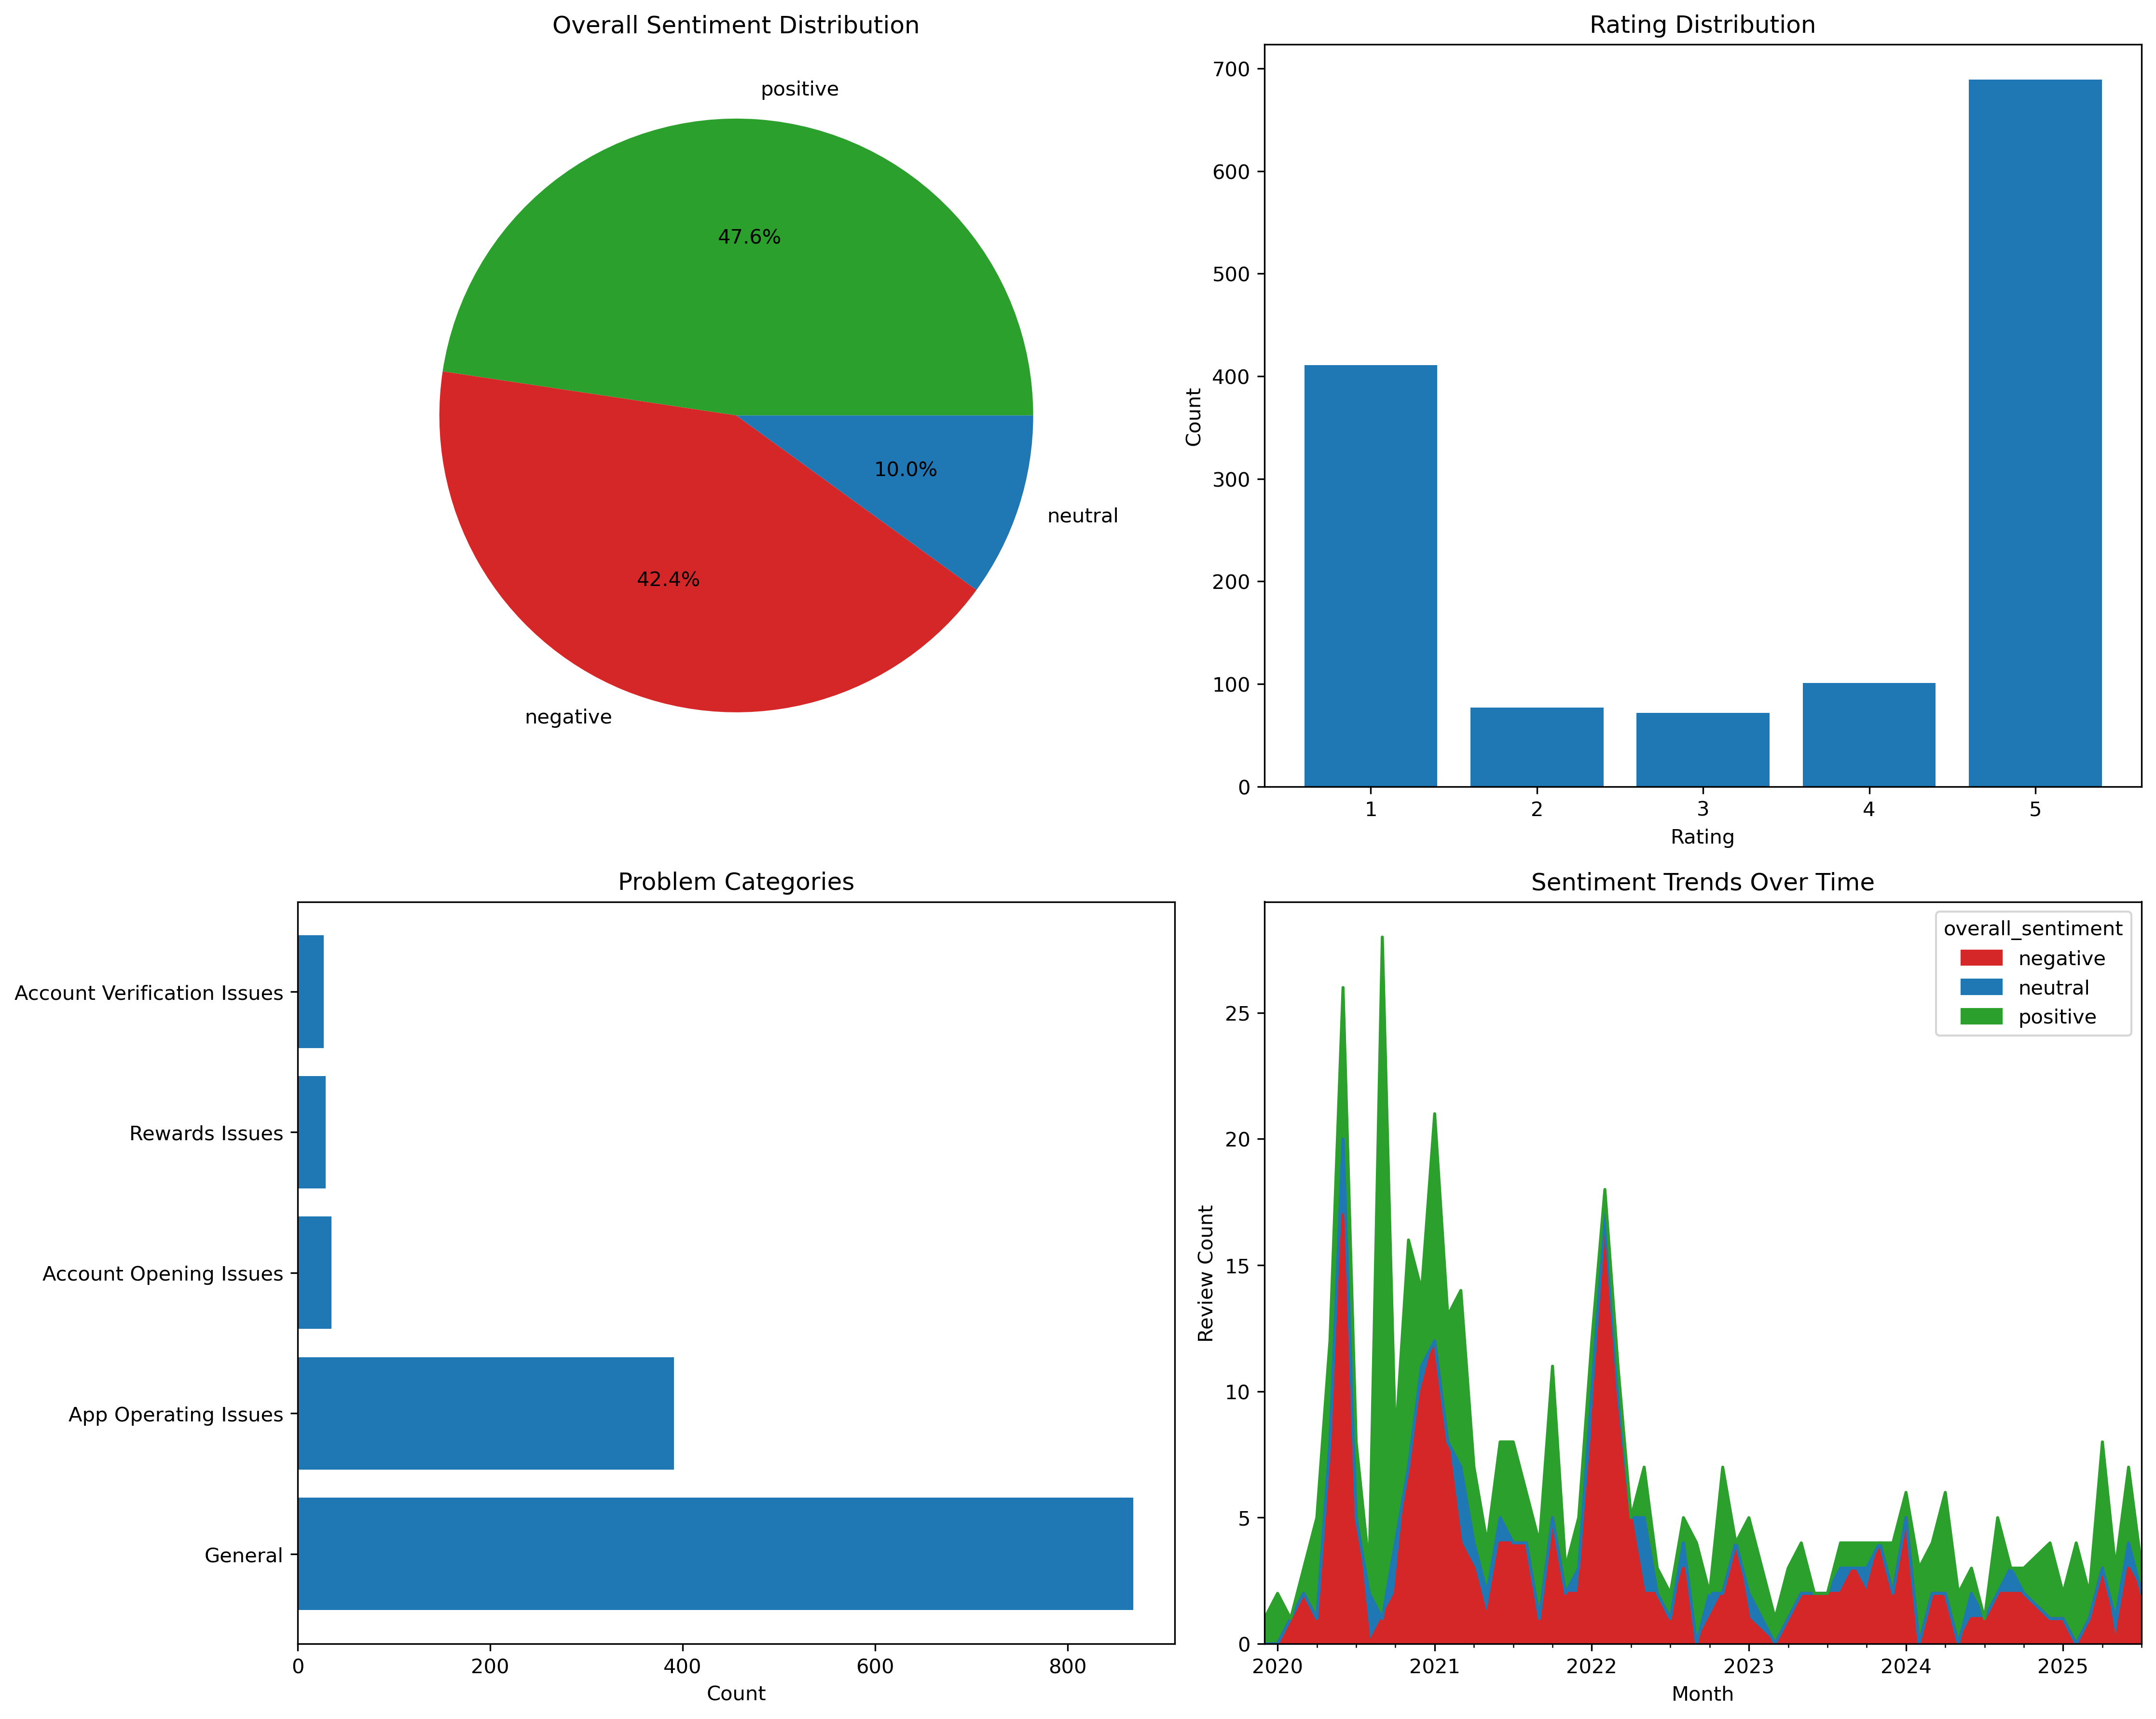 Overall Sentiment Distribution
positive
47.6%
10.0%
neutral
42.4%
negative
Rating Distribution
700
600
500
400
300
200
100
0
Count
1 2 3 4 5
Rating
Problem Categories
Account Verification Issues
Rewards Issues
Account Opening Issues
App Operating Issues
General
0 200 400 600 800
Count
Sentiment Trends Over Time
overall_sentiment
negative
neutral
positive
25
20
15
10
5
0
Review Count
2020 2021 2022 2023 2024 2025
Month